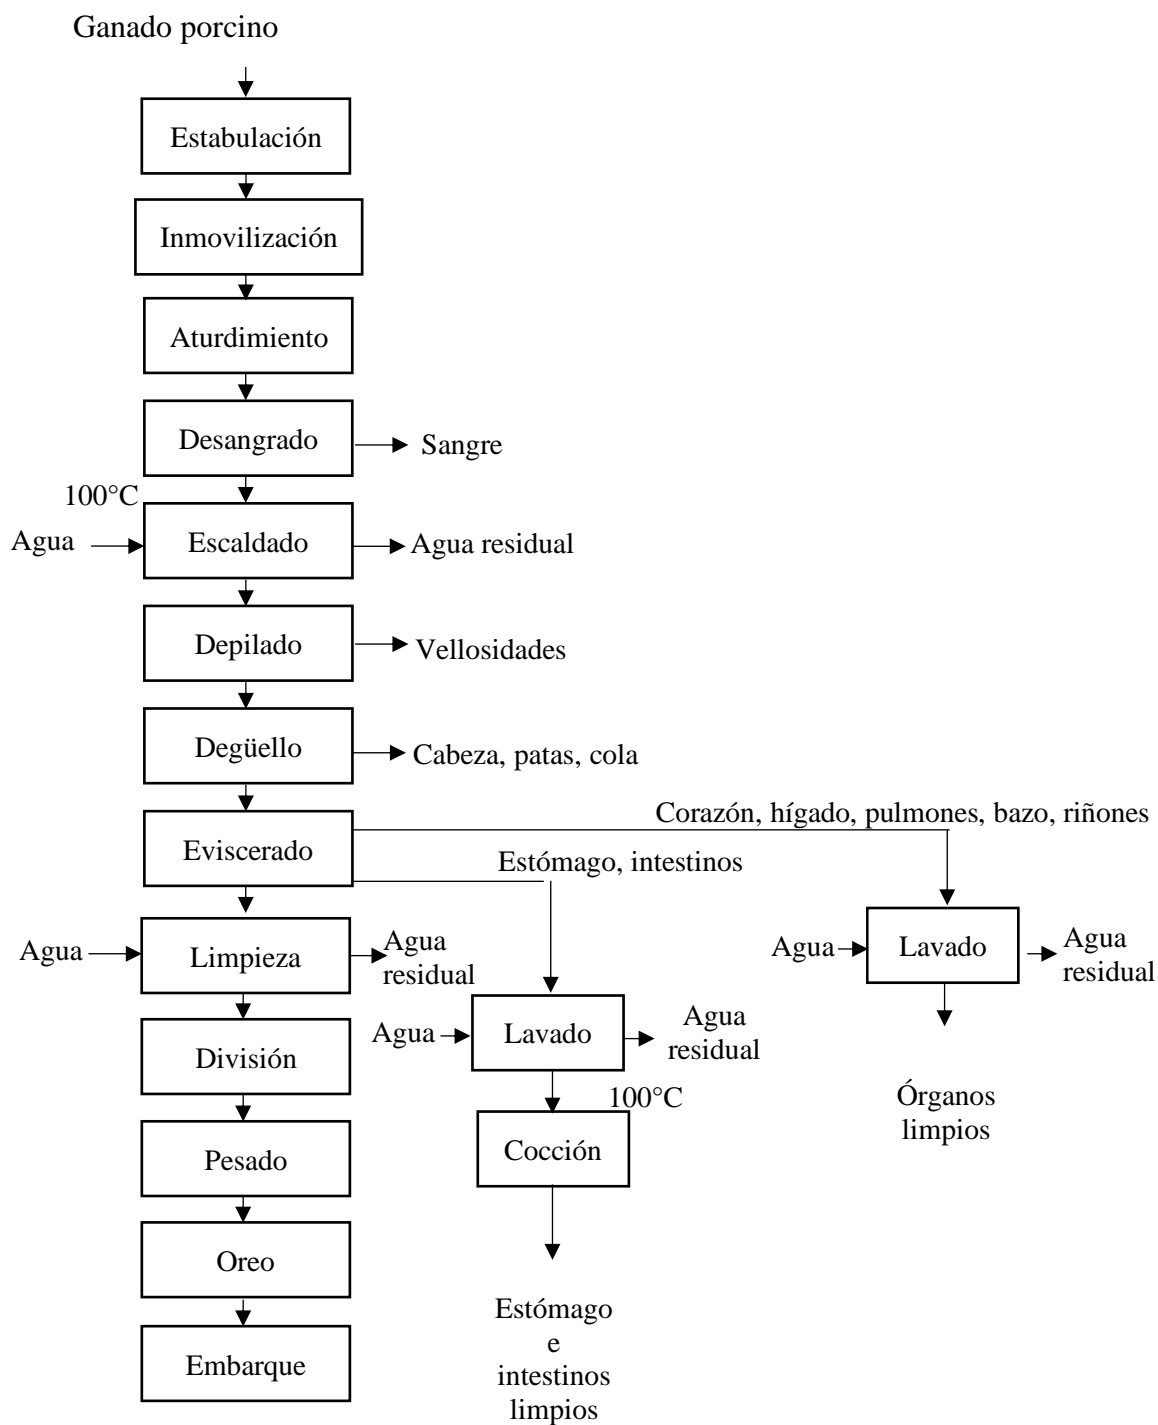 Ganado porcino
Estabulación
Inmovilización
Aturdimiento
Desangrado
Sangre
100°C
Agua
Escaldado
Agua residual
Depilado
Vellosidades
Degüello
Cabeza, patas, cola
Corazón, hígado, pulmones, bazo, riñones
Eviscerado
Estómago, intestinos
Agua
Limpieza
Agua
residual
Agua
Lavado
Agua
residual
Agua
Lavado
Agua
residual
División
100°C
Órganos
limpios
Pesado
Cocción
Oreo
Estómago
e
intestinos
limpios
Embarque